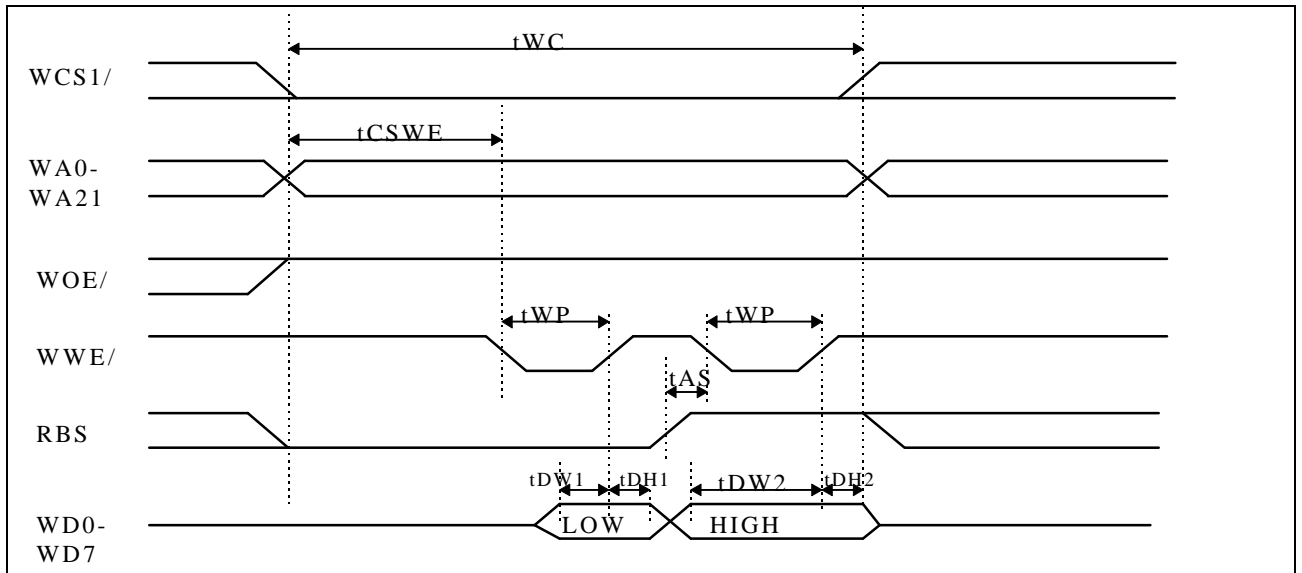 tWC
WCS1/
tCSWE
WA0-
WA21
WOE/
tWP tWP
WWE/
tAS
RBS
tDW1 tDH1 tDW2 tDH2
WD0-
WD7
LOW HIGH